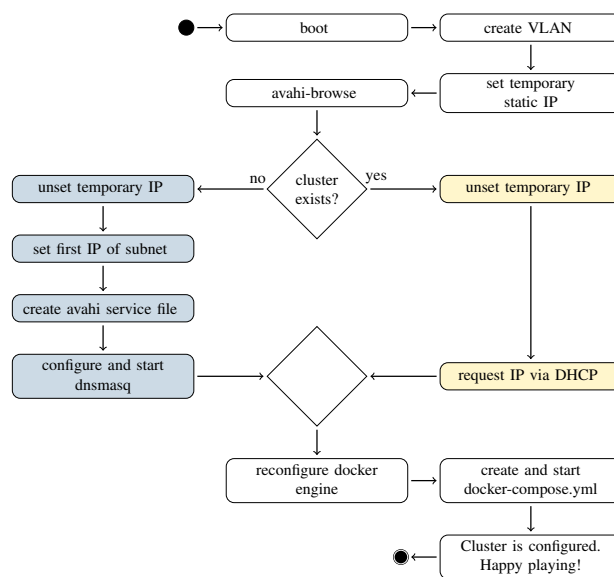 boot
create VLAN
avahi-browse
set temporary
static IP
no
cluster
exists?
yes
unset temporary IP
unset temporary IP
set first IP of subnet
create avahi service file
configure and start
dnsmasq
request IP via DHCP
reconfigure docker
engine
create and start
docker-compose.yml
Cluster is configured.
Happy playing!